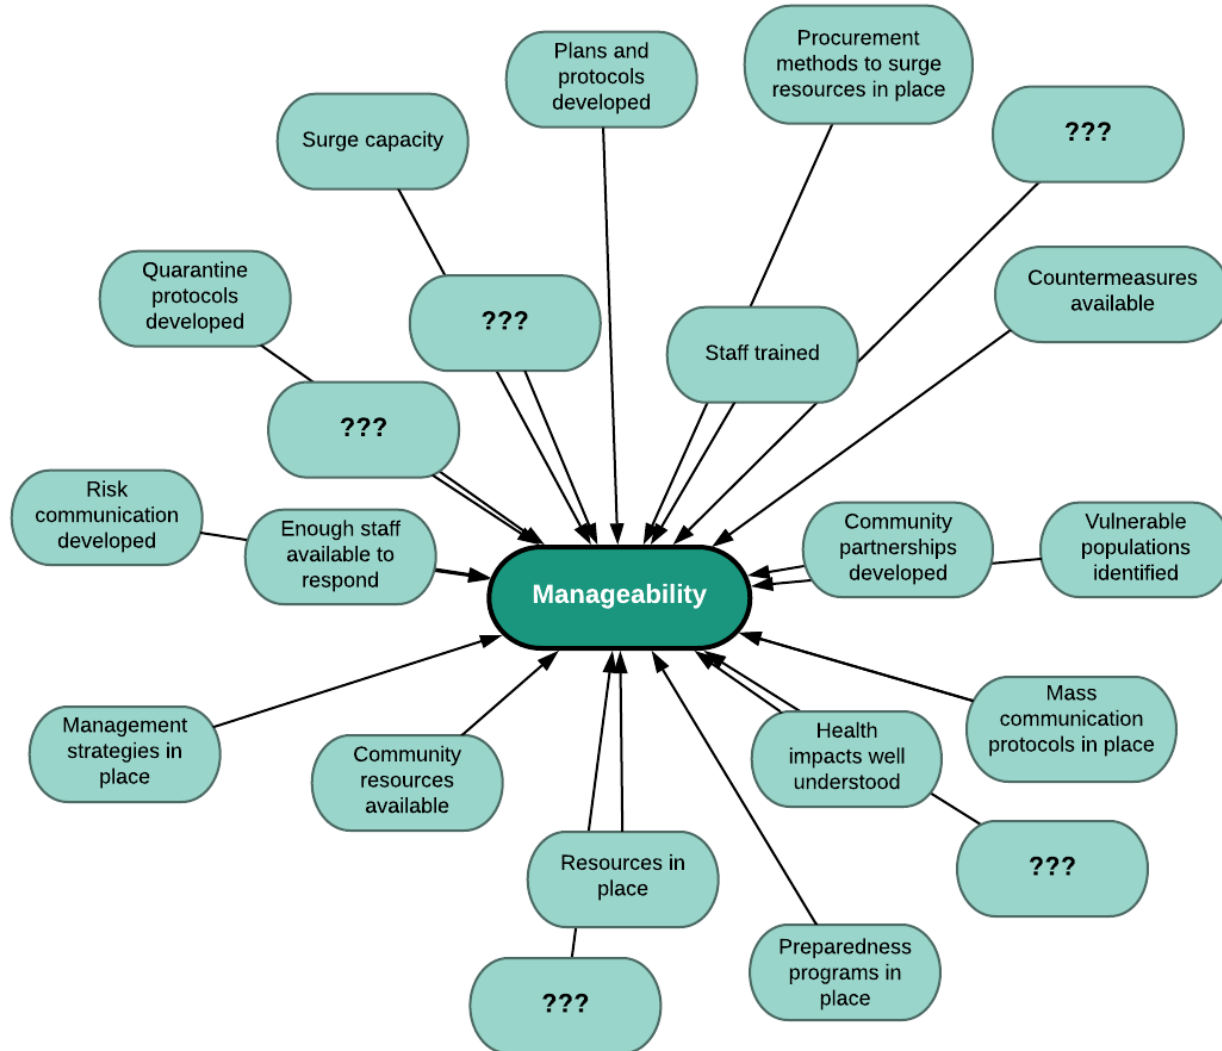 Plans and
protocols
developed
Procurement
methods to surge
resources in place
Surge capacity
???
Quarantine
protocols
developed
Countermeasures
available
???
Staff trained
???
Risk
communication
developed
Enough staff
available to
respond
Community
partnerships
developed
Vulnerable
populations
identified
Manageability
Management
strategies in
place
Community
resources
available
Health
impacts well
understood
Mass
communication
protocols in place
Resources in
place
???
Preparedness
programs in
place
???